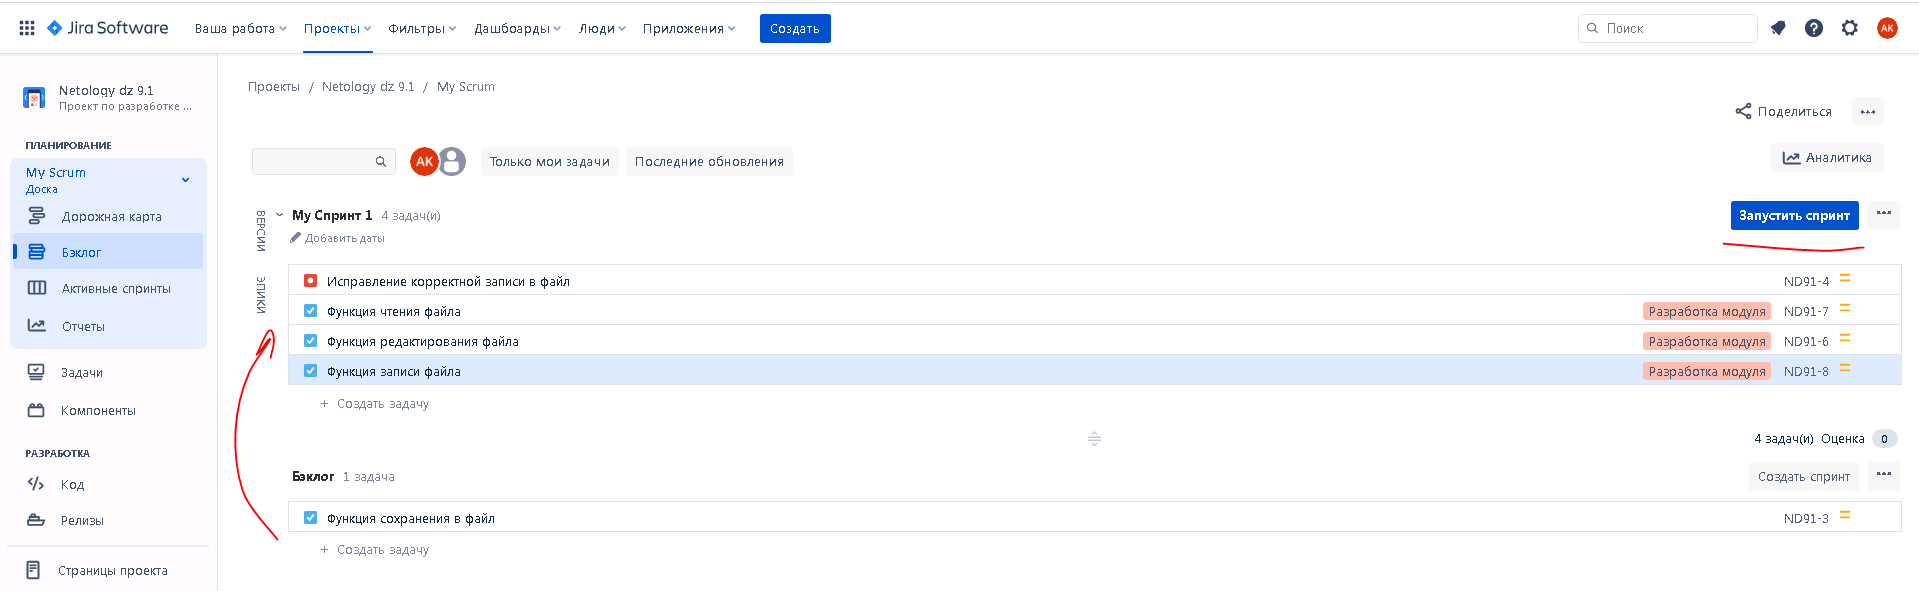 Jira Software Ваша работа Проекты Фильтры Дашбоарды Люди Приложения Создать Поиск AK
Netology dz 9.1
Проект по разработке ...
ПЛАНИРОВАНИЕ
My Scrum
Доска
Дорожная карта
Бэклог
Активные спринты
Отчеты
Задачи
Компоненты
РАЗРАБОТКА
Код
Релизы
Страницы проекта
Проекты / Netology dz 9.1 / My Scrum
Поделиться
AK Только мои задачи Последние обновления Аналитика
ВЕРСИИ
ЭПИКИ
My Спринт 1 4 задач(и) Запустить спринт
Добавить даты
Исправление корректной записи в файл ND91-4
Функция чтения файла Разработка модуля ND91-7
Функция редактирования файла Разработка модуля ND91-6
Функция записи файла Разработка модуля ND91-8
+ Создать задачу
4 задач(и) Оценка 0
Бэклог 1 задача Создать спринт
Функция сохранения в файл ND91-3
+ Создать задачу